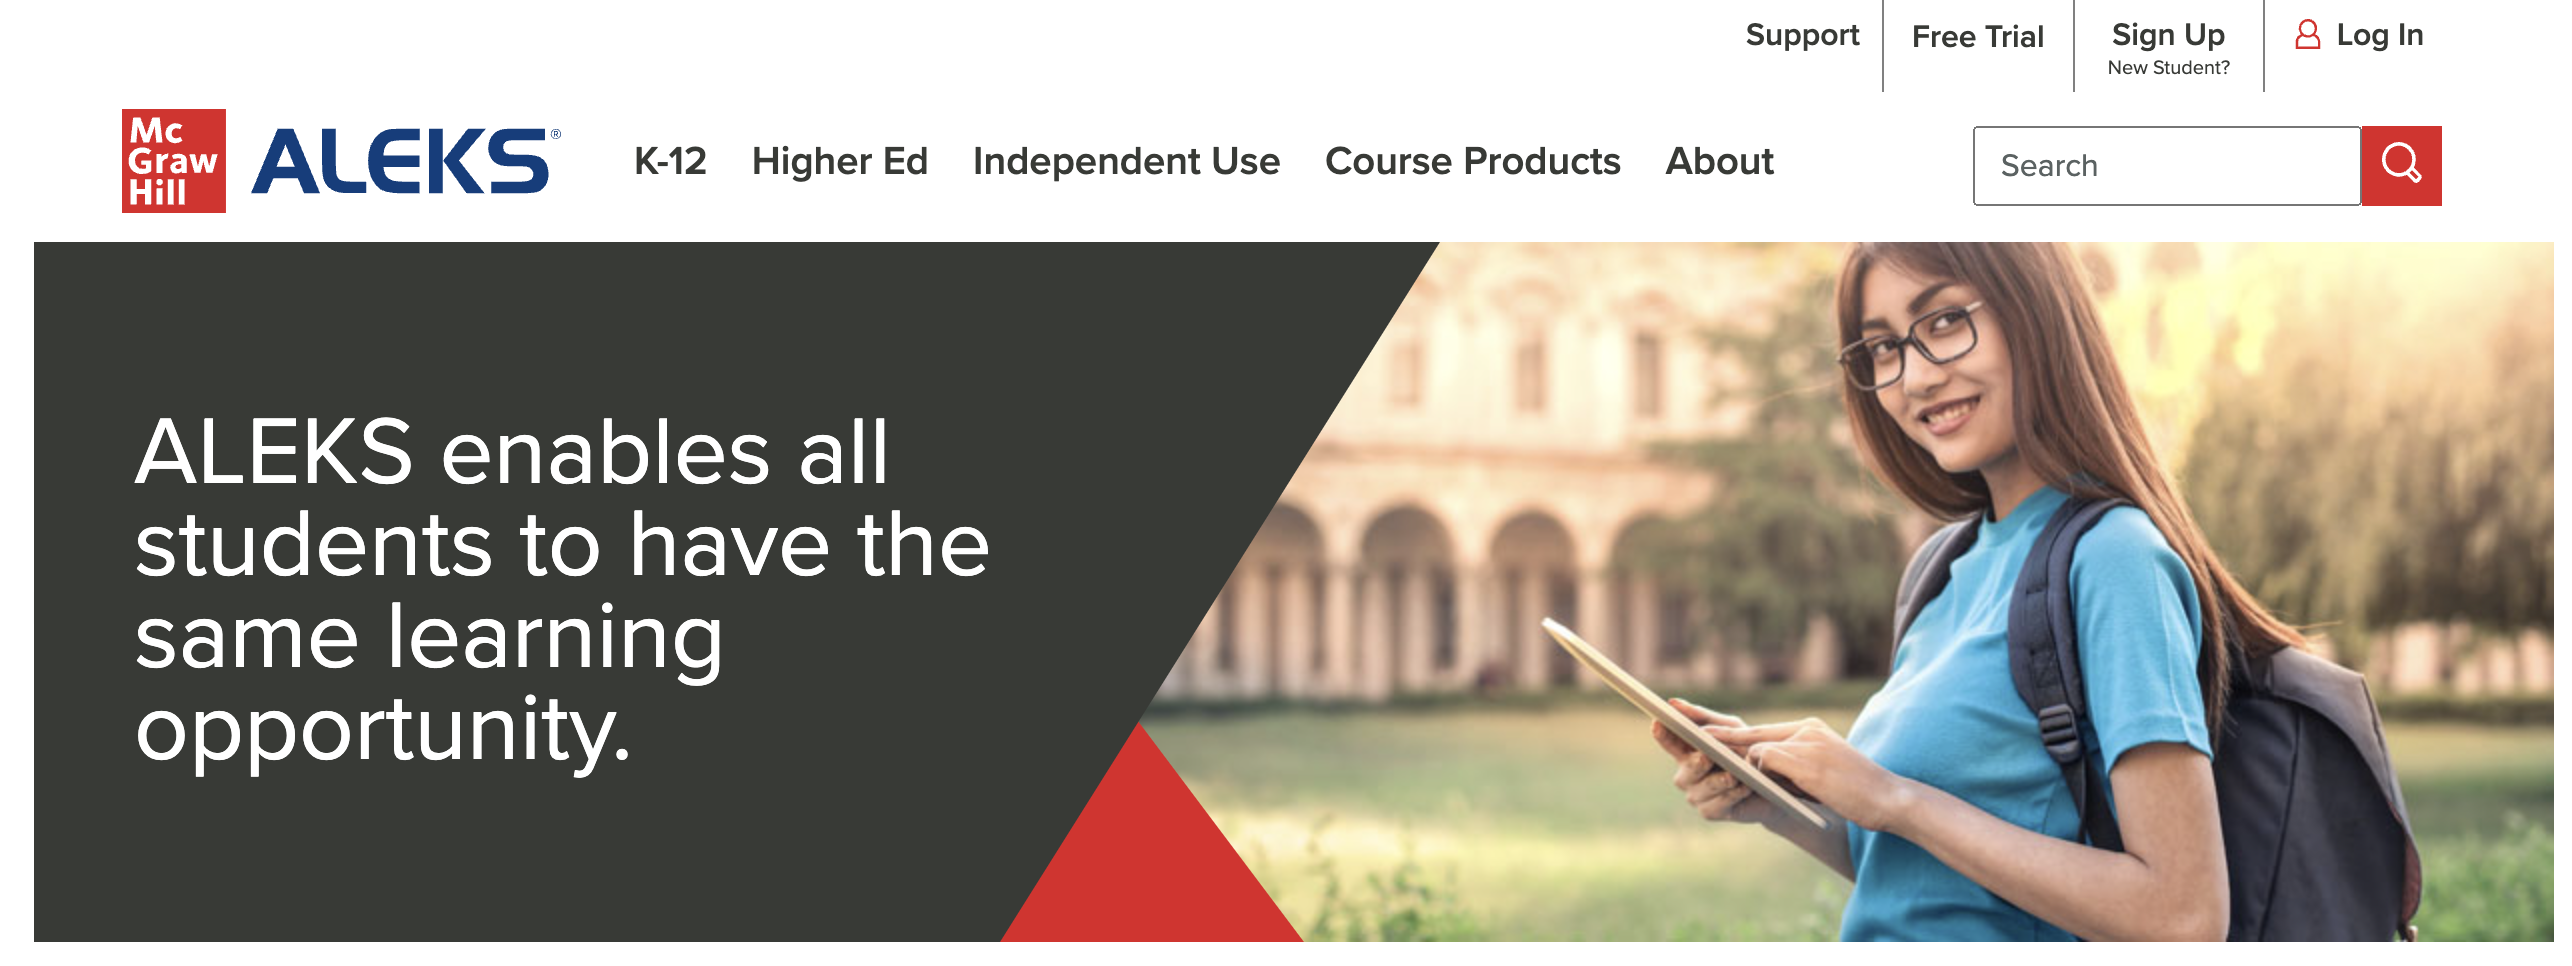 Support
Free Trial
Sign Up
New Student?
Log In
Mc
Graw
Hill
ALEKS®
K-12
Higher Ed
Independent Use
Course Products
About
Search
ALEKS enables all
students to have the
same learning
opportunity.